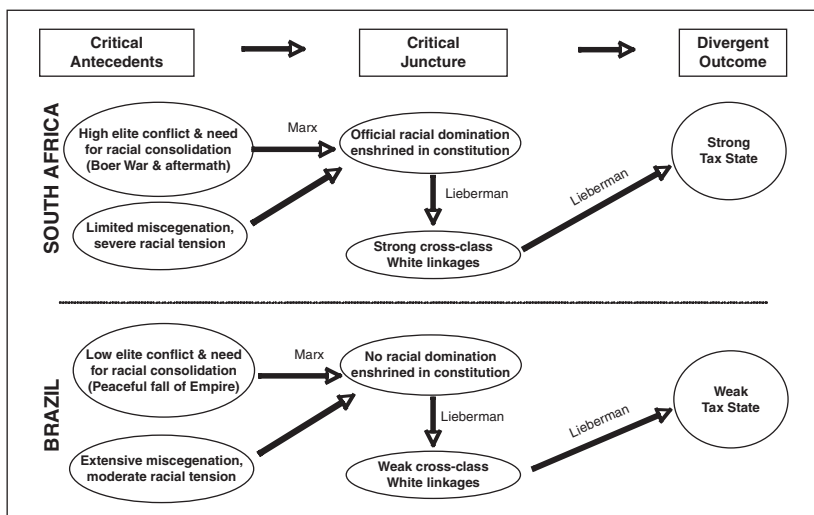 Critical
Antecedents
Critical
Juncture
Divergent
Outcome
SOUTH AFRICA
High elite conflict & need
for racial consolidation
(Boer War & aftermath)
Marx
Official racial domination
enshrined in constitution
Lieberman
Limited miscegenation,
severe racial tension
Strong cross-class
White linkages
Lieberman
Strong
Tax State
BRAZIL
Low elite conflict & need
for racial consolidation
(Peaceful fall of Empire)
Marx
No racial domination
enshrined in constitution
Lieberman
Extensive miscegenation,
moderate racial tension
Weak cross-class
White linkages
Lieberman
Weak
Tax State